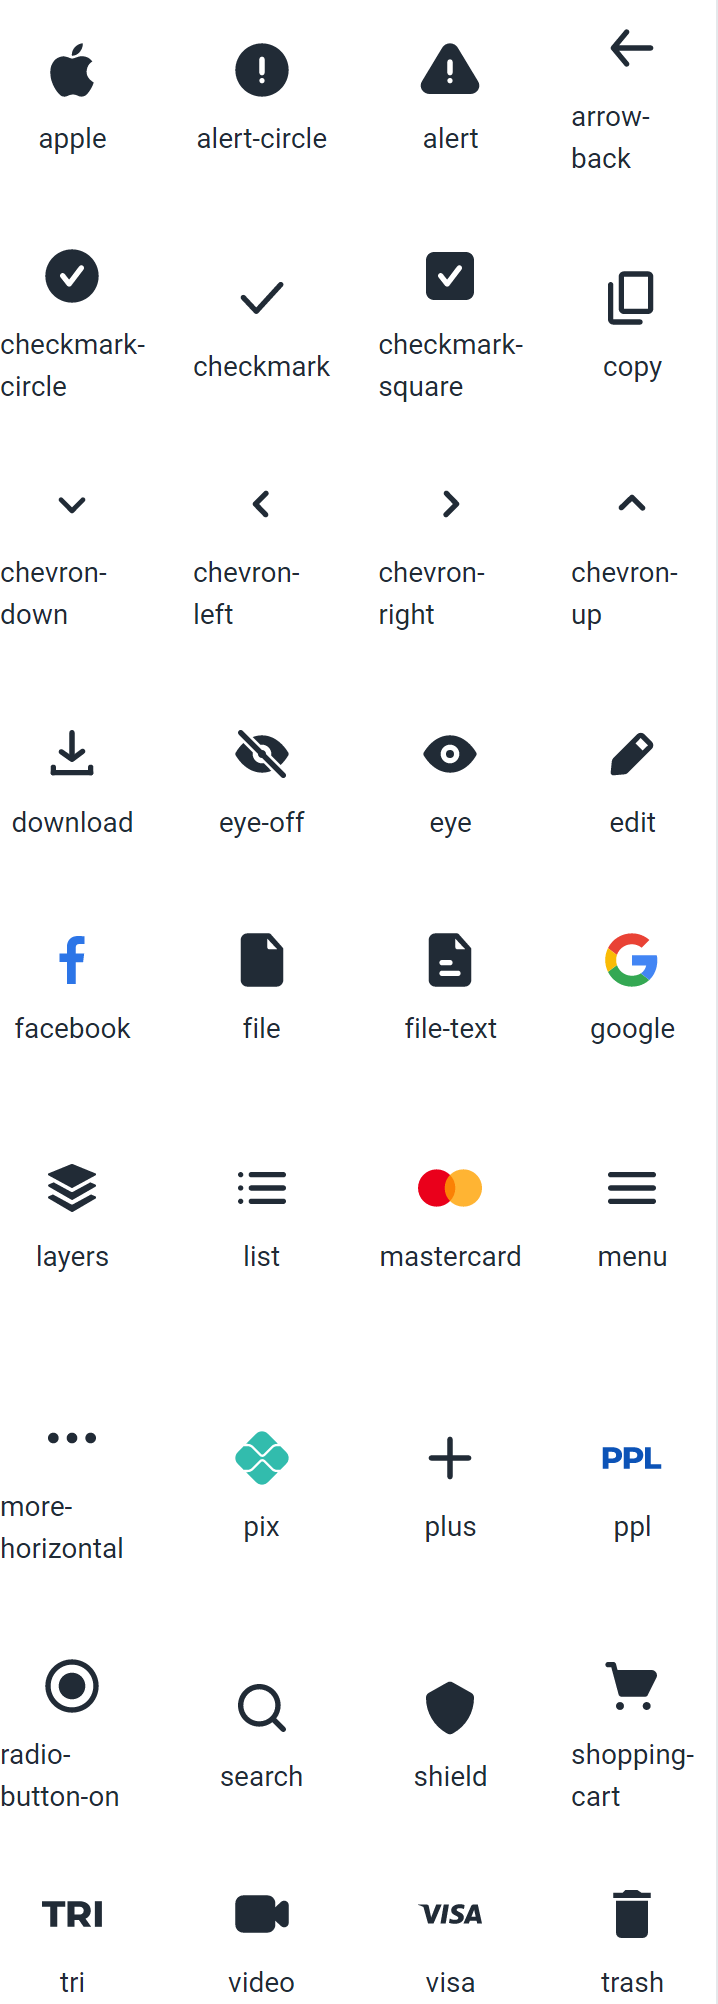 apple
alert-circle
alert
arrow-
back
checkmark-
circle
checkmark
checkmark-
square
copy
chevron-
down
chevron-
left
chevron-
right
chevron-
up
download
eye-off
eye
edit
facebook
file
file-text
google
layers
list
mastercard
menu
more-
horizontal
pix
plus
PPL
ppl
radio-
button-on
search
shield
shopping-
cart
TRI
tri
video
VISA
visa
trash